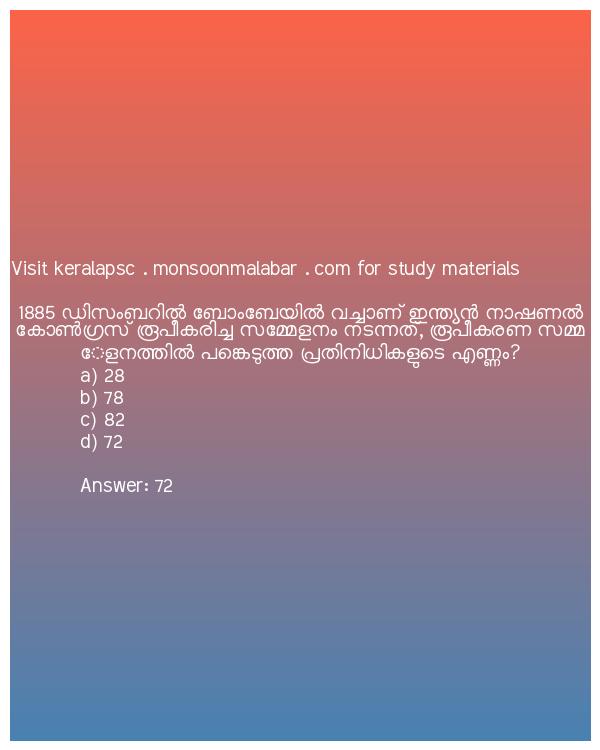 Visit keralapsc . monsoonmalabar . com for study materials
1885 ഡിസംബറിൽ ബോംബേയിൽ വച്ചാണ് ഇന്ത്യൻ നാഷണൽ
കോൺഗ്രസ് രൂപീകരിച്ച സമ്മേളനം നടന്നത്, രൂപീകരണ സമ്മ
േളനത്തിൽ പങ്കെടുത്ത പ്രതിനിധികളുടെ എണ്ണം?
a) 28
b) 78
c) 82
d) 72
Answer: 72